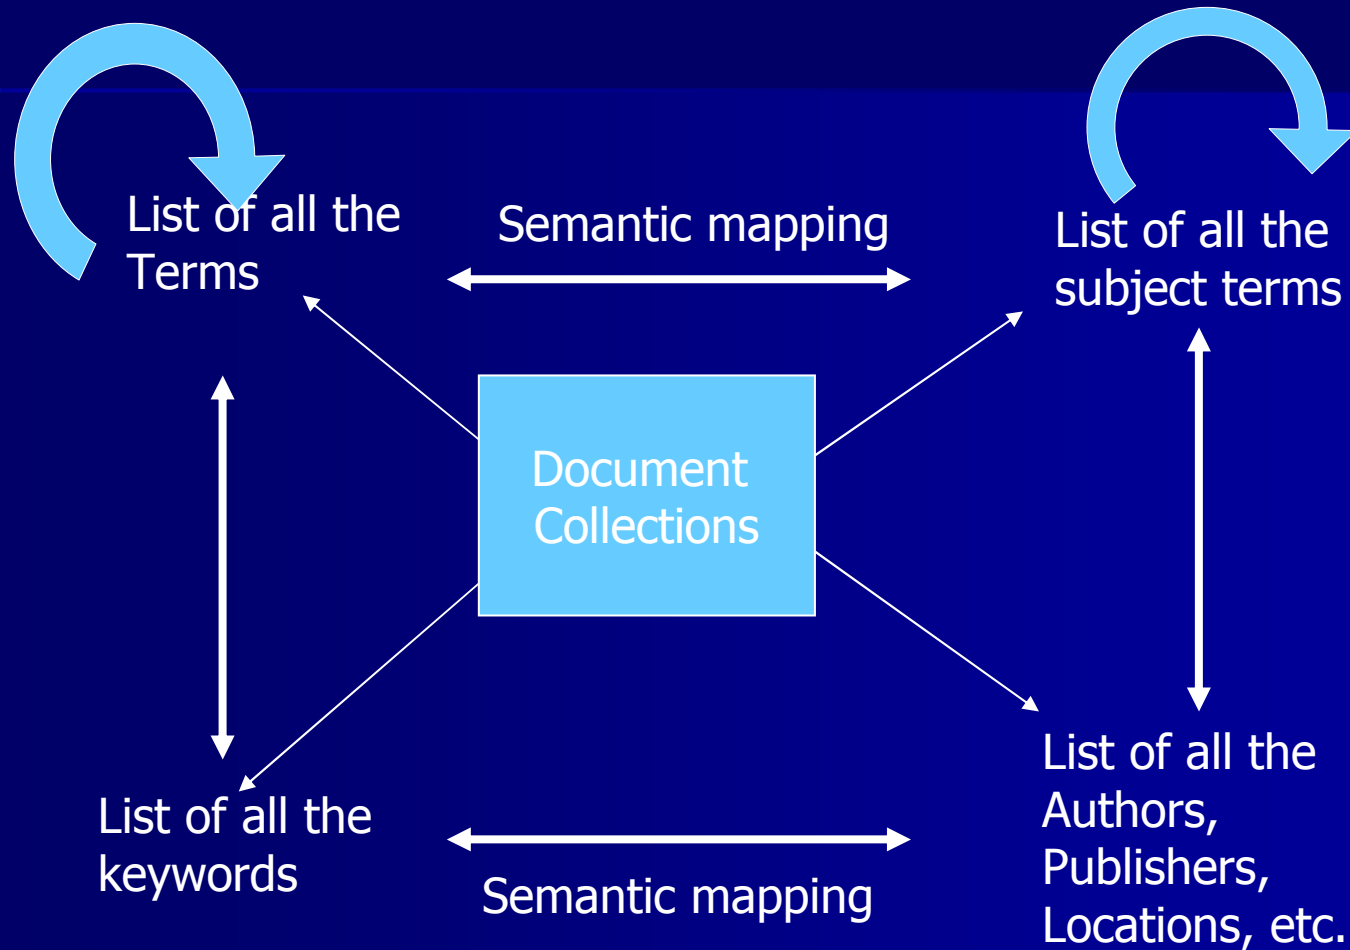 List of all the
Terms
Semantic mapping
List of all the
subject terms
Document
Collections
List of all the
keywords
Semantic mapping
List of all the
Authors,
Publishers,
Locations, etc.